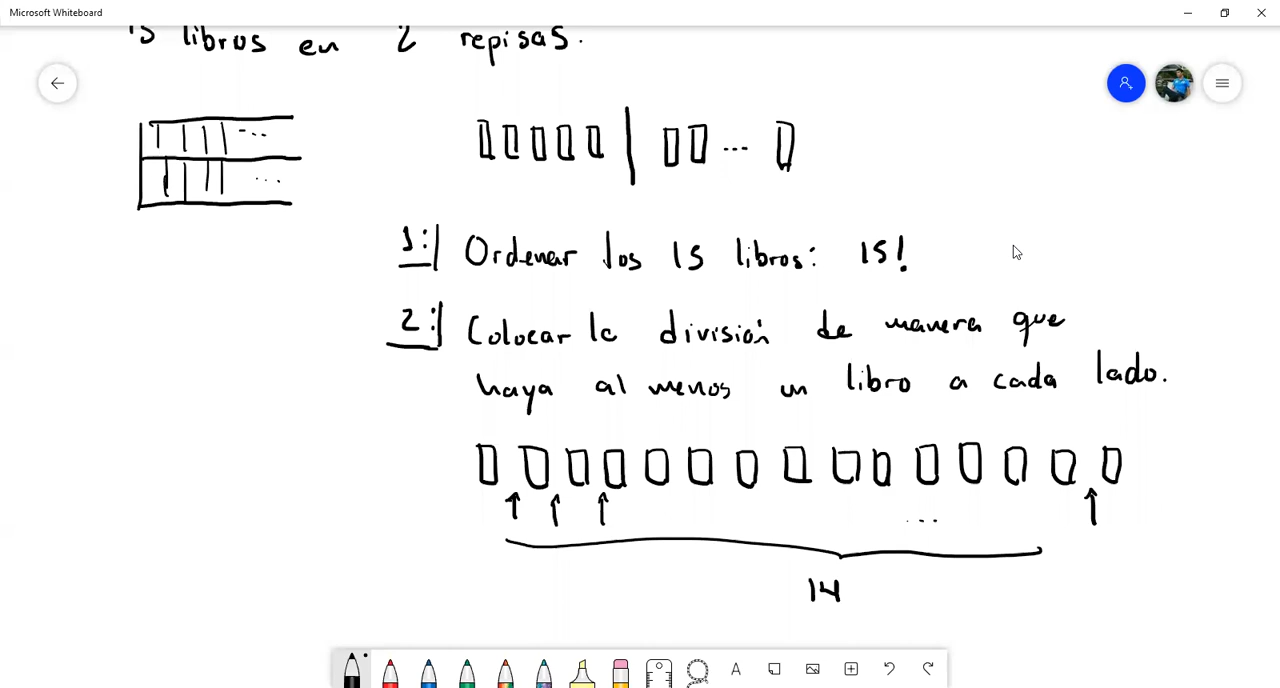 Microsoft Whiteboard
15 libros en 2 repisas.
...
...
...
1: Ordenar los 15 libros: 15!
2: Colocar la división de manera que
haya al menos un libro a cada lado.
...
14
A